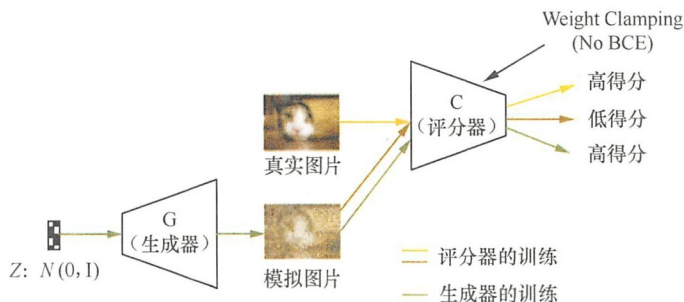 Weight Clamping
(No BCE)
C
（评分器）
高得分
低得分
高得分
真实图片
G
（生成器）
Z: N(0, I)
模拟图片
评分器的训练
生成器的训练